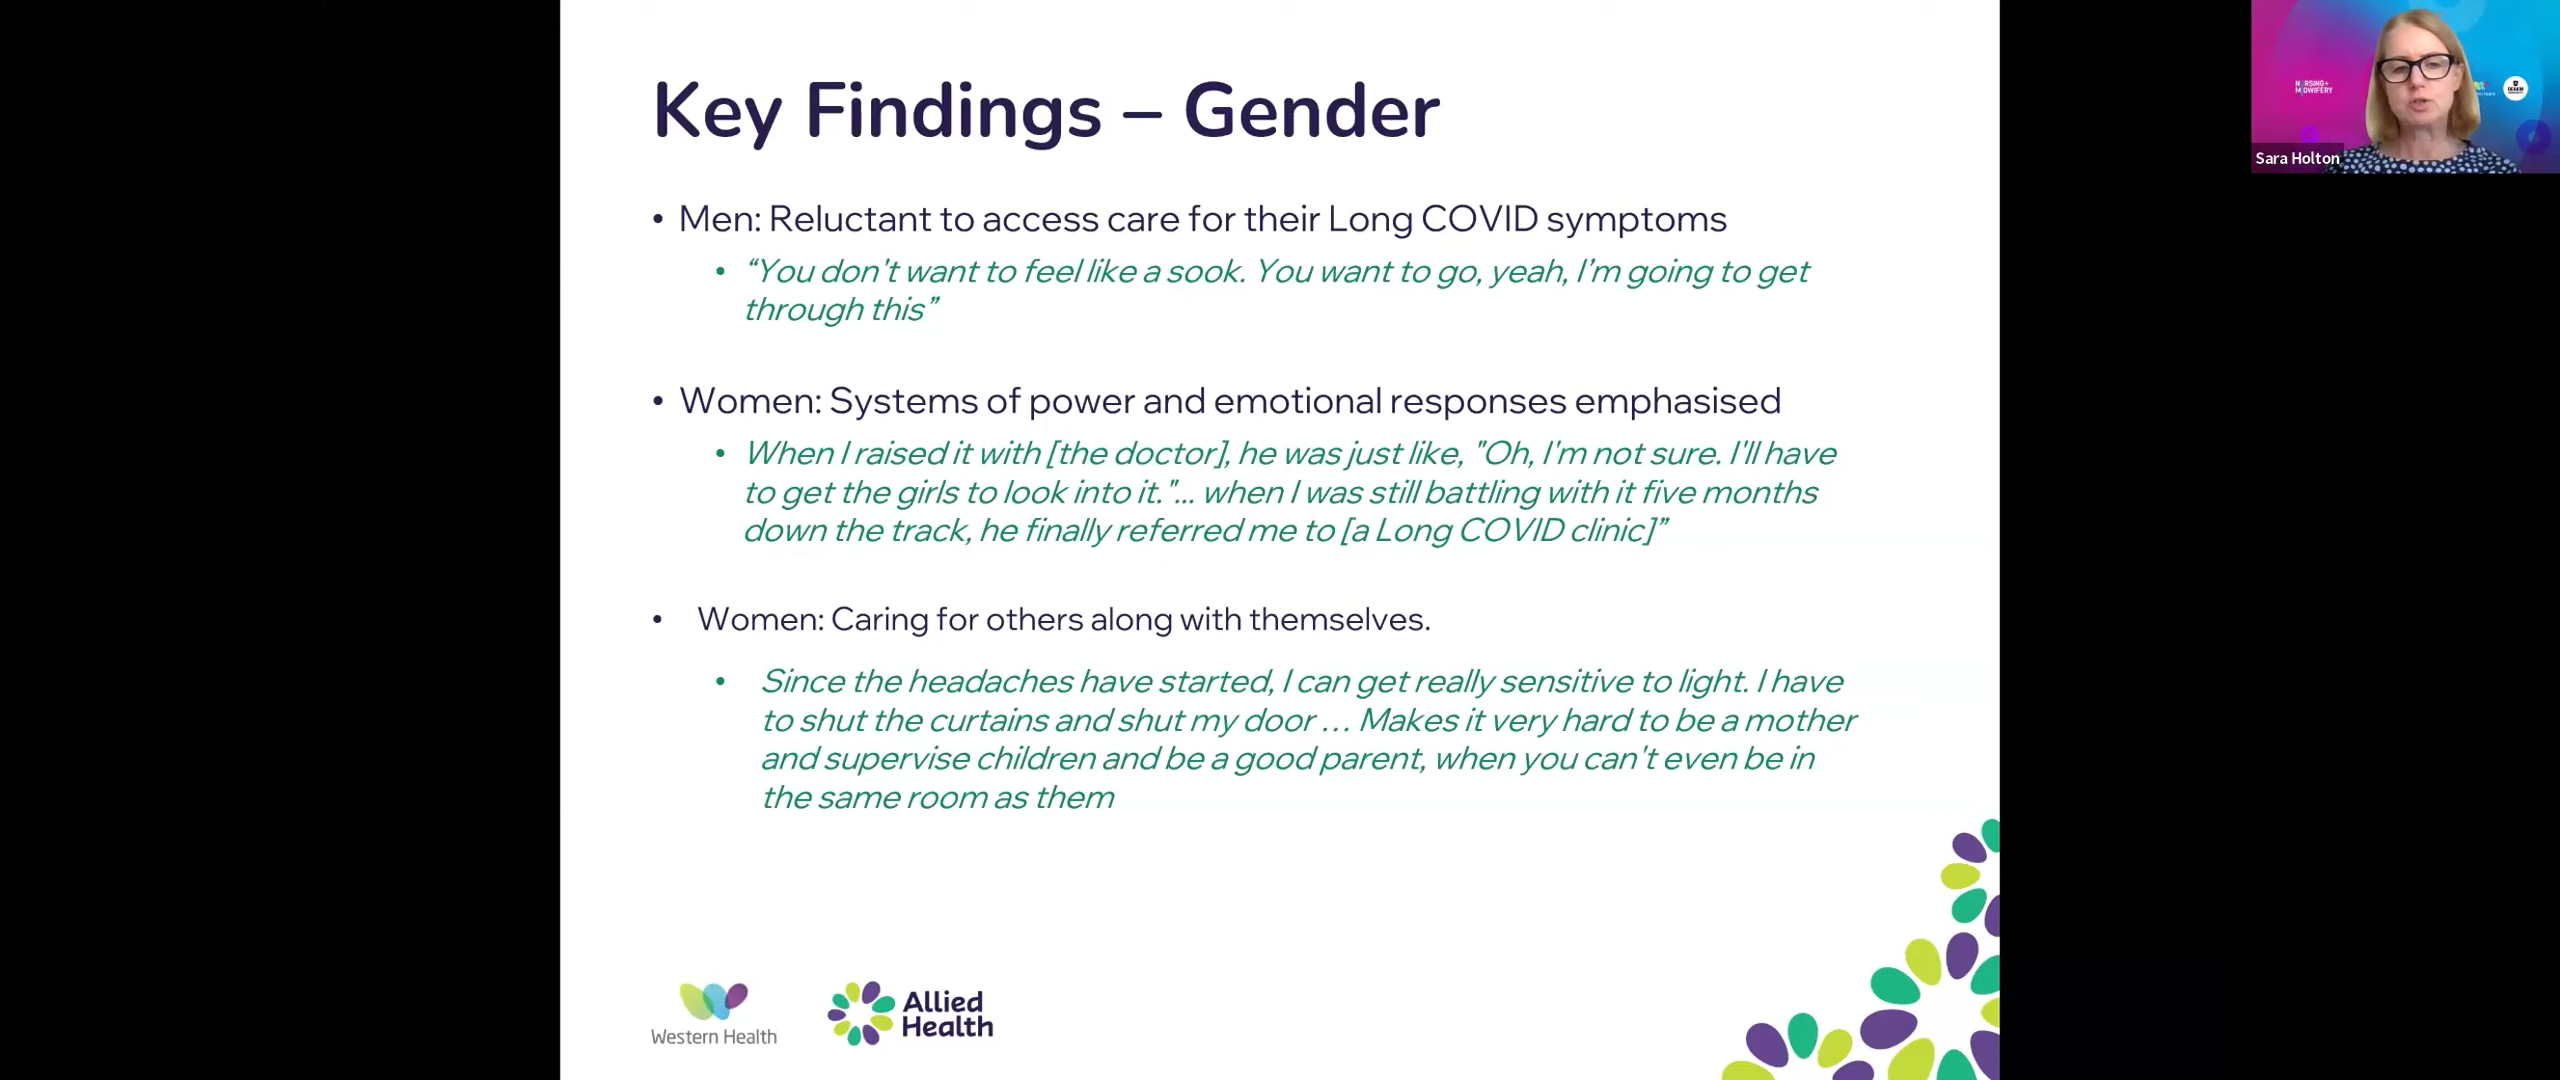 Key Findings – Gender
• Men: Reluctant to access care for their Long COVID symptoms
• “You don't want to feel like a sook. You want to go, yeah, I’m going to get
through this”
• Women: Systems of power and emotional responses emphasised
• When I raised it with [the doctor], he was just like, "Oh, I'm not sure. I'll have
to get the girls to look into it."... when I was still battling with it five months
down the track, he finally referred me to [a Long COVID clinic]”
• Women: Caring for others along with themselves.
• Since the headaches have started, I can get really sensitive to light. I have
to shut the curtains and shut my door … Makes it very hard to be a mother
and supervise children and be a good parent, when you can't even be in
the same room as them
Western Health
Allied
Health
NURSING+
MIDWIFERY
DEAKIN
Sara Holton